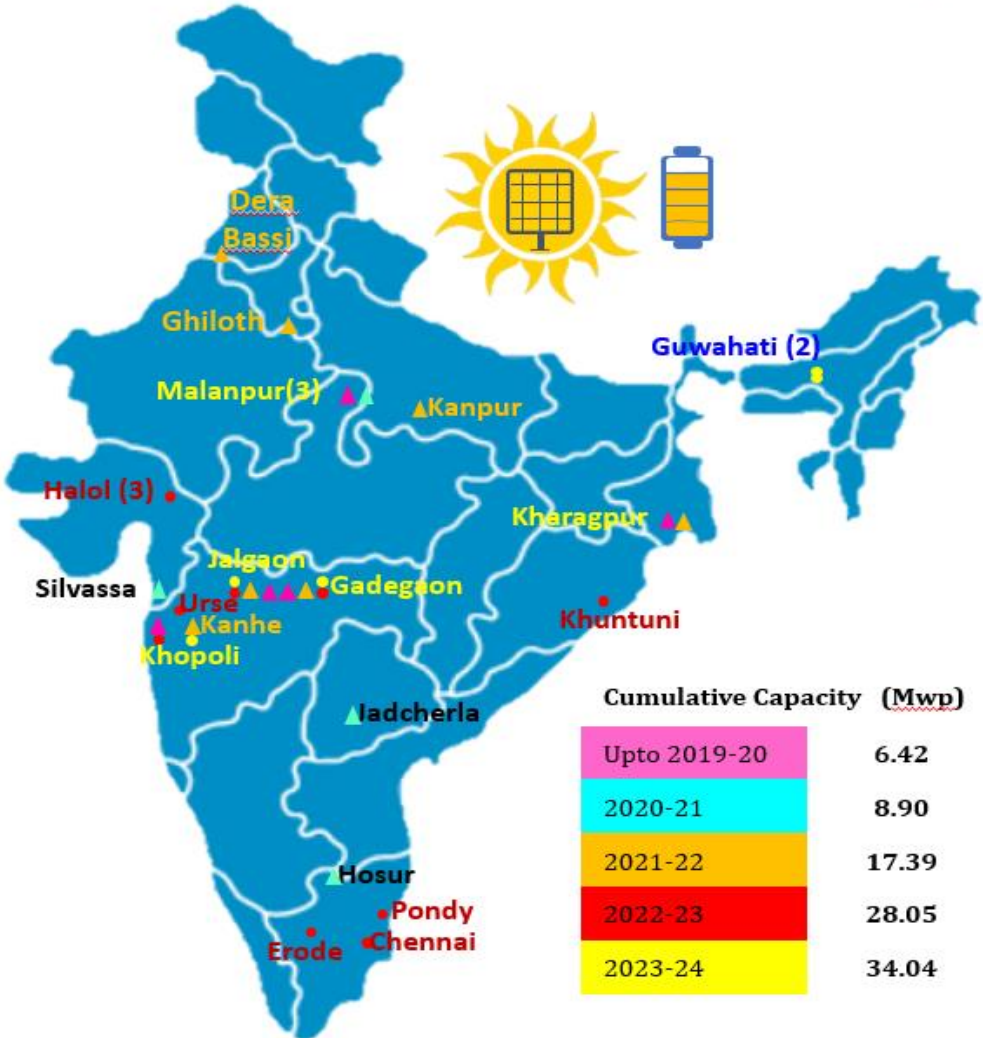 Dera
Bassi
Ghiloth
Guwahati (2)
Malanpur(3)
Kanpur
Halol (3)
Kharagpur
Jalgaon
Silvassa
Gadegaon
Urse
Kanhe
Khuntuni
Khopoli
Jadcherla
Cumulative Capacity (Mwp)
Upto 2019-20 6.42
2020-21 8.90
2021-22 17.39
2022-23 28.05
2023-24 34.04
Hosur
Pondy
Chennai
Erode